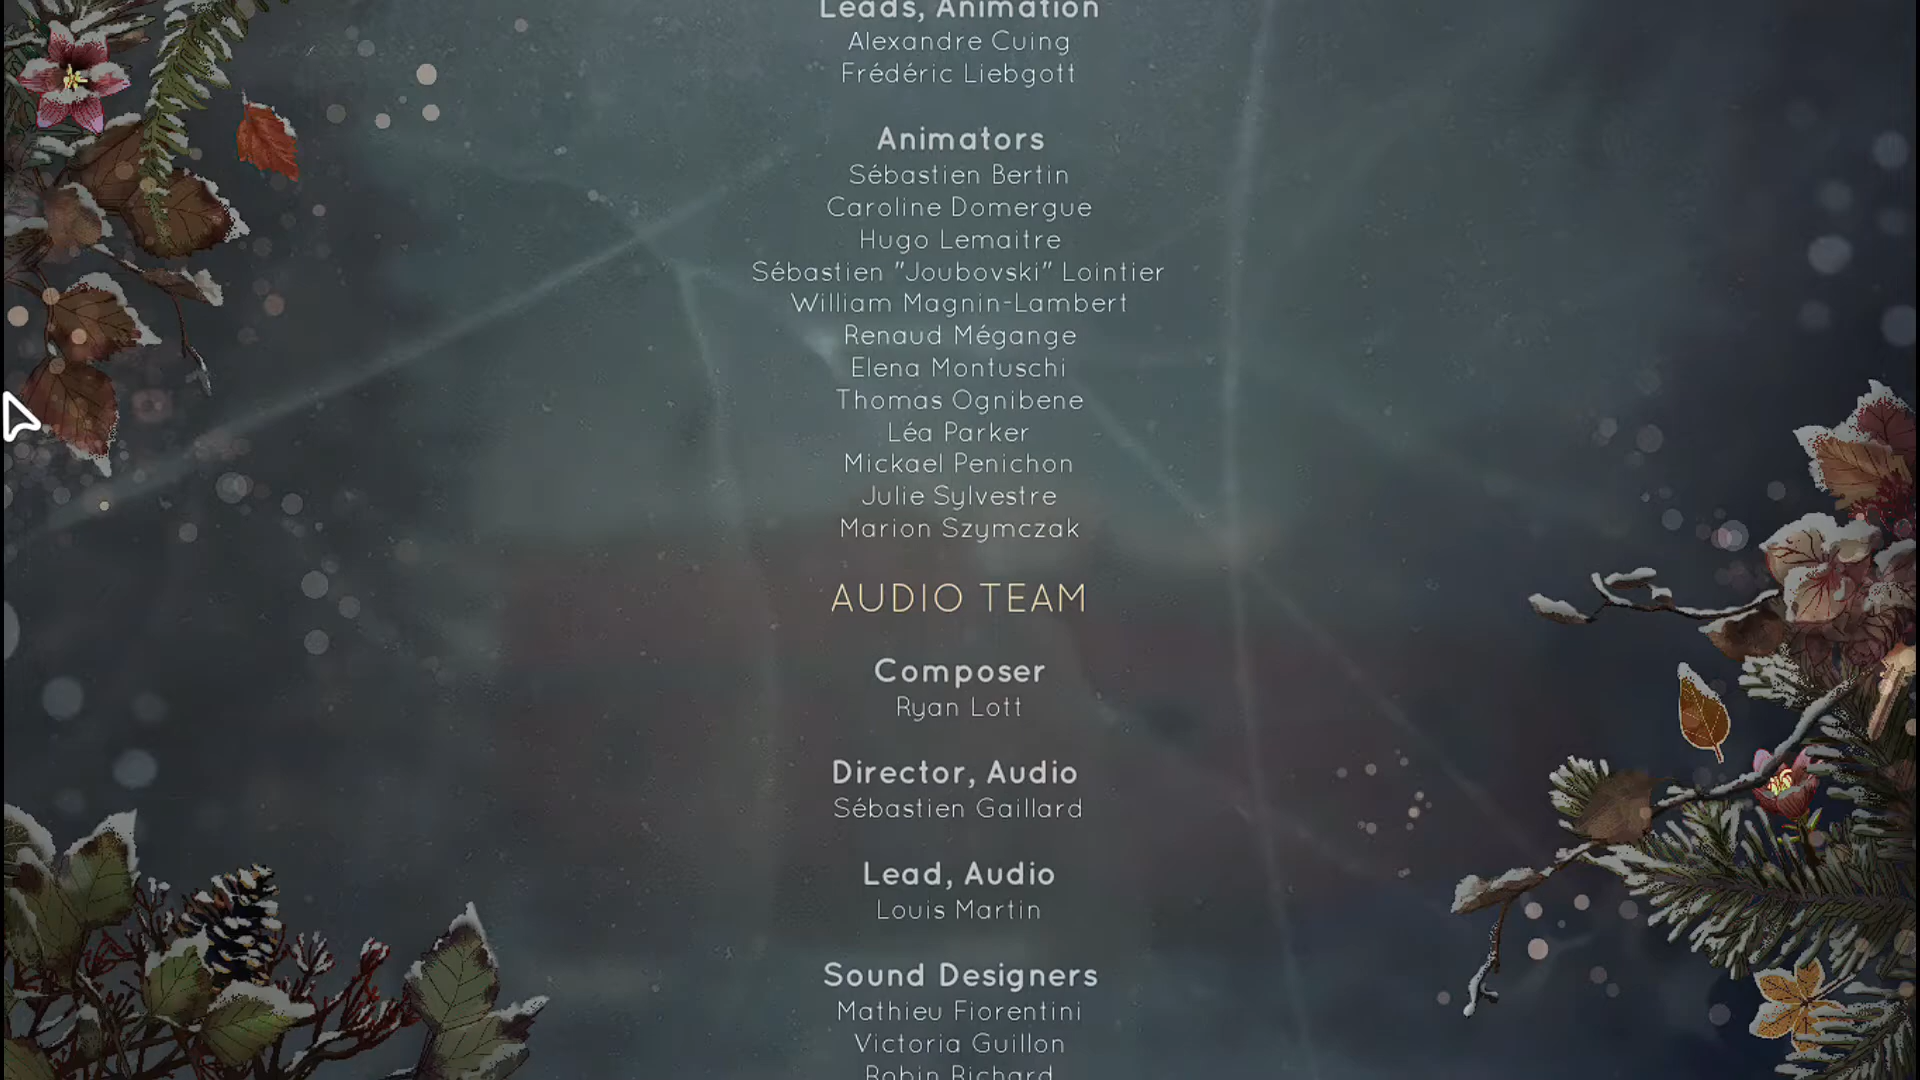 Leads, Animation
Alexandre Cuing
Frédéric Liebgott
Animators
Sébastien Bertin
Caroline Domergue
Hugo Lemaitre
Sébastien "Joubovski" Lointier
William Magnin-Lambert
Renaud Mégange
Elena Montuschi
Thomas Ognibene
Léa Parker
Mickael Penichon
Julie Sylvestre
Marion Szymczak
AUDIO TEAM
Composer
Ryan Lott
Director, Audio
Sébastien Gaillard
Lead, Audio
Louis Martin
Sound Designers
Mathieu Fiorentini
Victoria Guillon
Robin Richard